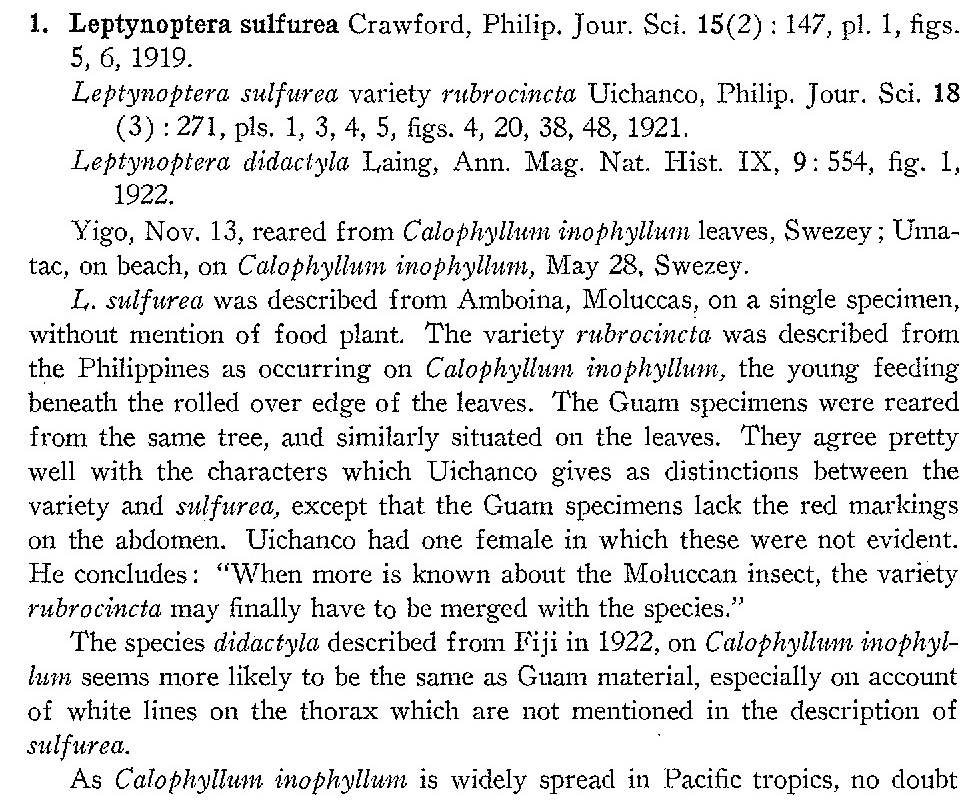 1. Leptynoptera sulfurea Crawford, Philip. Jour. Sci. 15(2) : 147, pl. 1, figs.
5, 6, 1919.
Leptynoptera sulfurea variety rubrocincta Uichanco, Philip. Jour. Sci. 18
(3) : 271, pls. 1, 3, 4, 5, figs. 4, 20, 38, 48, 1921.
Leptynoptera didactyla Laing, Ann. Mag. Nat. Hist. IX, 9: 554, fig. 1,
1922.
Yigo, Nov. 13, reared from Calophyllum inophyllum leaves, Swezey; Uma-
tac, on beach, on Calophyllum inophyllum, May 28, Swezey.
L. sulfurea was described from Amboina, Moluccas, on a single specimen,
without mention of food plant. The variety rubrocincta was described from
the Philippines as occurring on Calophyllum inophyllum, the young feeding
beneath the rolled over edge of the leaves. The Guam specimens were reared
from the same tree, and similarly situated on the leaves. They agree pretty
well with the characters which Uichanco gives as distinctions between the
variety and sulfurea, except that the Guam specimens lack the red markings
on the abdomen. Uichanco had one female in which these were not evident.
He concludes: “When more is known about the Moluccan insect, the variety
rubrocincta may finally have to be merged with the species.”
The species didactyla described from Fiji in 1922, on Calophyllum inophyl-
lum seems more likely to be the same as Guam material, especially on account
of white lines on the thorax which are not mentioned in the description of
sulfurea.
As Calophyllum inophyllum is widely spread in Pacific tropics, no doubt